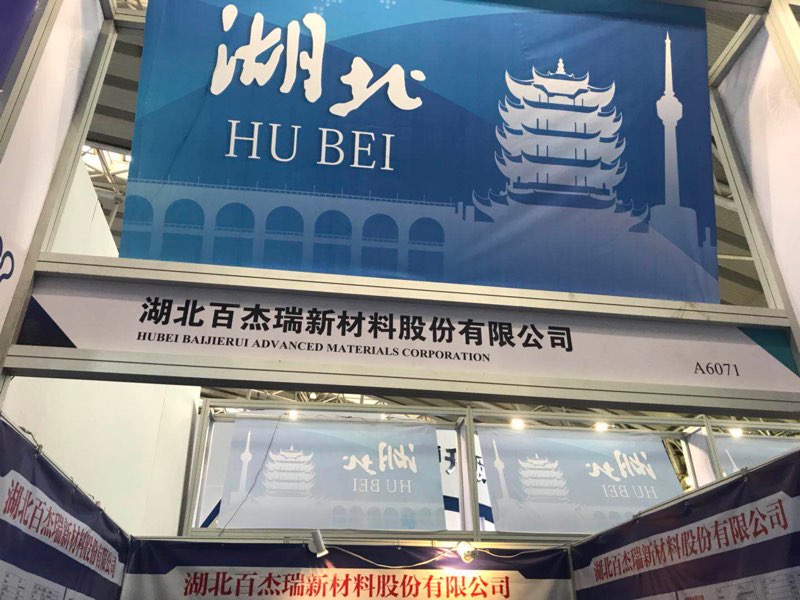 湖北
HU BEI
湖北百杰瑞新材料股份有限公司
HUBEI BAIJIERUI ADVANCED MATERIALS CORPORATION
A6071
湖北
HU BEI
湖北
HU BEI
湖北百杰瑞新材料股份有限公司
湖北百杰瑞新材料股份有限公司
湖北百杰瑞新材料股份有限公司